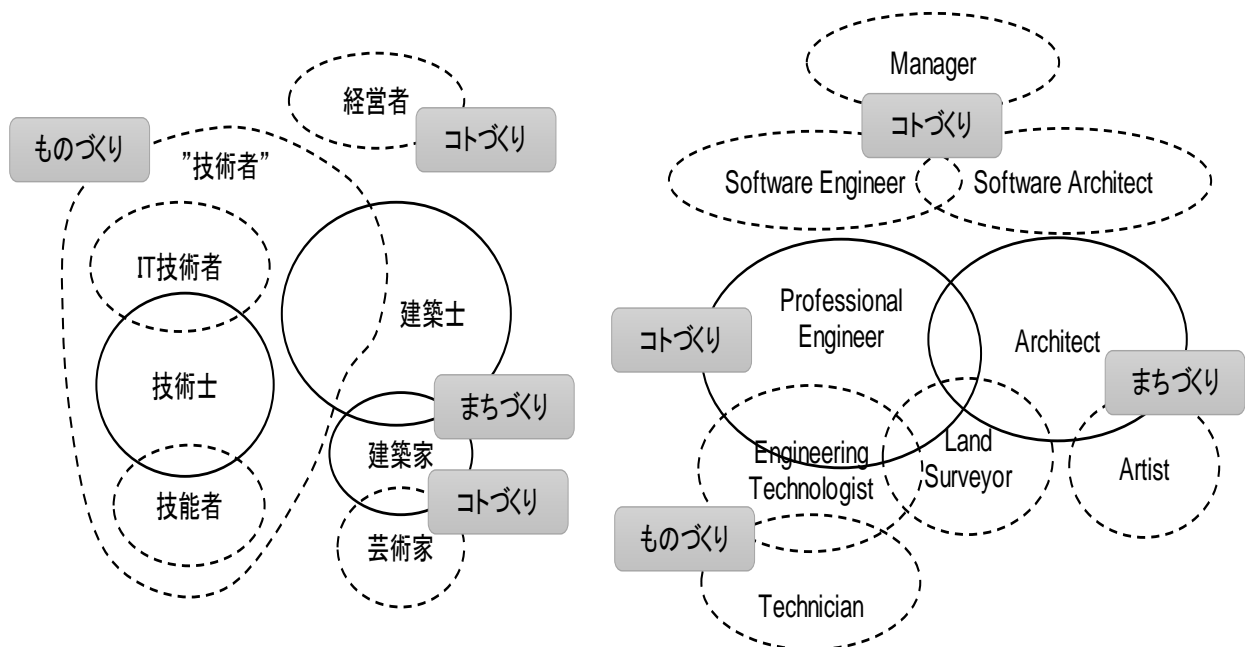 経営者
コトづくり
ものづくり
”技術者”
IT技術者
建築士
技術士
まちづくり
建築家
コトづくり
技能者
芸術家
Manager
コトづくり
Software Engineer
Software Architect
Professional
Engineer
コトづくり
Architect
まちづくり
Engineering
Technologist
Land
Surveyor
Artist
ものづくり
Technician